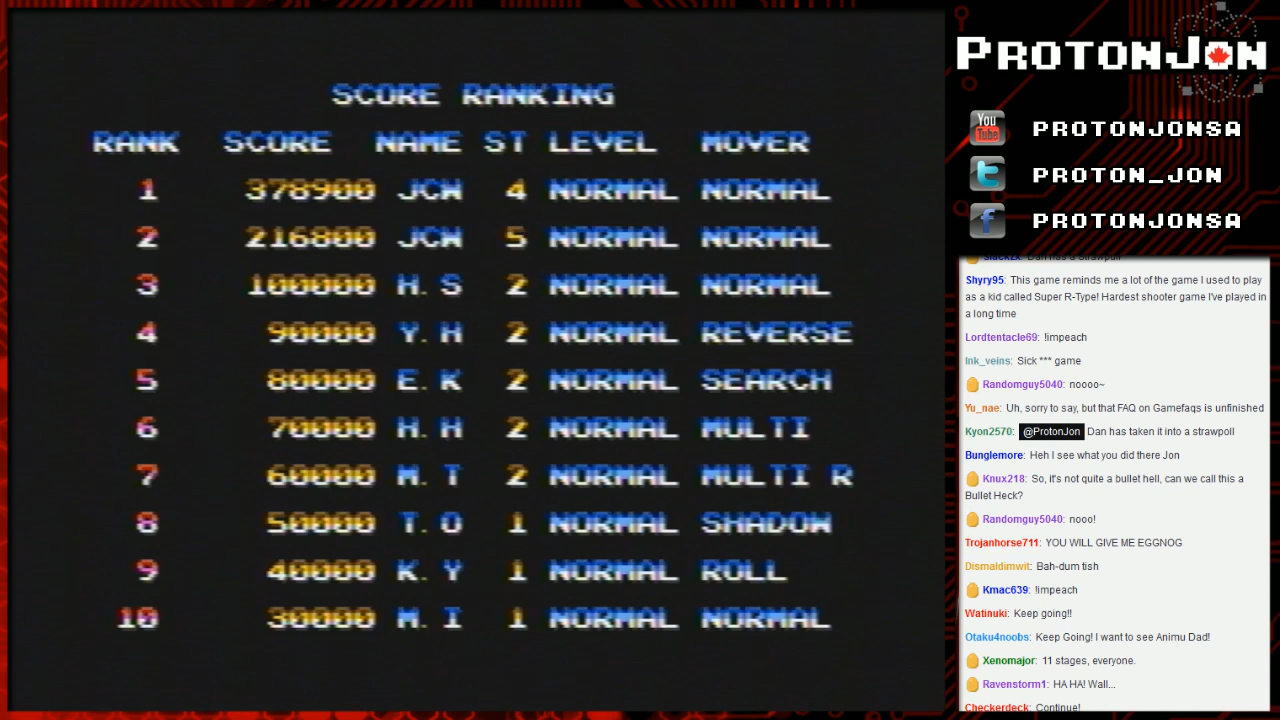 SCORE RANKING
RANK SCORE NAME ST LEVEL MOVER
1 378900 JCW 4 NORMAL NORMAL
2 216800 JCW 5 NORMAL NORMAL
3 100000 H.S 2 NORMAL NORMAL
4 90000 Y.H 2 NORMAL REVERSE
5 80000 E.K 2 NORMAL SEARCH
6 70000 H.H 2 NORMAL MULTI
7 60000 M.T 2 NORMAL MULTI R
8 50000 T.O 1 NORMAL SHADOW
9 40000 K.Y 1 NORMAL ROLL
10 30000 M.I 1 NORMAL NORMAL
PROTONJON
You Tube PROTONJONSA
PROTON_JON
f PROTONJONSA
Dan has a Strawpoll
Shyry95: This game reminds me a lot of the game I used to play
as a kid called Super R-Type! Hardest shooter game I've played in
a long time
Lordtentacle69: !impeach
Ink_veins: Sick *** game
Randomguy5040: noooo~
Yu_nae: Uh, sorry to say, but that FAQ on Gamefaqs is unfinished
Kyon2570: @ProtonJon Dan has taken it into a strawpoll
Bunglemore: Heh I see what you did there Jon
Knux218: So, it's not quite a bullet hell, can we call this a
Bullet Heck?
Randomguy5040: nooo!
Trojanhorse711: YOU WILL GIVE ME EGGNOG
Dismaldimwit: Bah-dum tish
Kmac639: !impeach
Watinuki: Keep going!!
Otaku4noobs: Keep Going! I want to see Animu Dad!
Xenomajor: 11 stages, everyone.
Ravenstorm1: HA HA! Wall...
Checkerdeck: Continue!